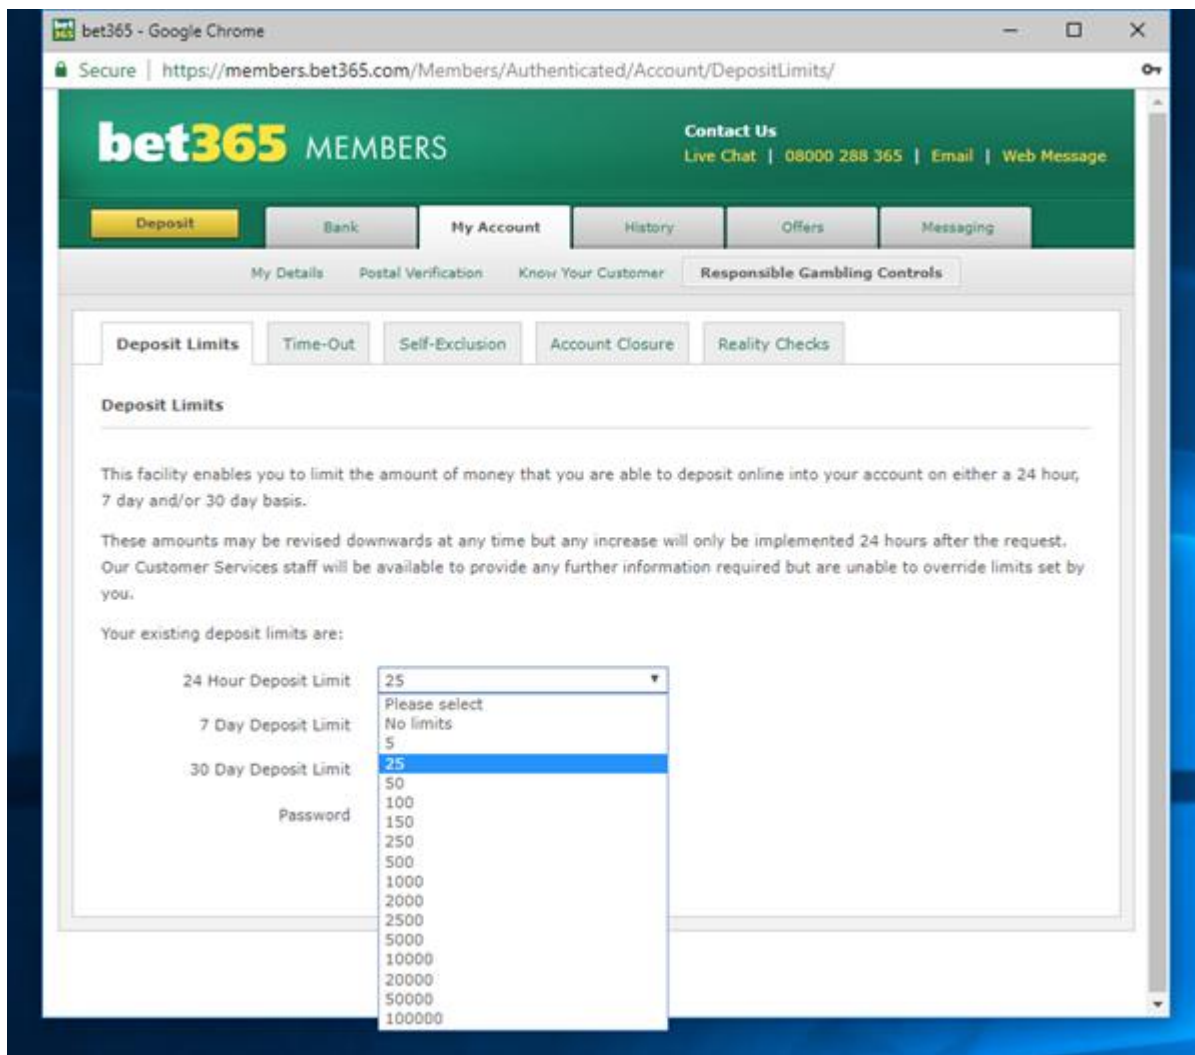 bet365 - Google Chrome
Secure | https://members.bet365.com/Members/Authenticated/Account/DepositLimits/
bet365 MEMBERS
Contact Us
Live Chat | 08000 288 365 | Email | Web Message
Deposit Bank My Account History Offers Messaging
My Details Postal Verification Know Your Customer Responsible Gambling Controls
Deposit Limits Time-Out Self-Exclusion Account Closure Reality Checks
Deposit Limits
This facility enables you to limit the amount of money that you are able to deposit online into your account on either a 24 hour,
7 day and/or 30 day basis.
These amounts may be revised downwards at any time but any increase will only be implemented 24 hours after the request.
Our Customer Services staff will be available to provide any further information required but are unable to override limits set by
you.
Your existing deposit limits are:
24 Hour Deposit Limit 25
7 Day Deposit Limit
30 Day Deposit Limit
Password
Please select
No limits
5
25
50
100
150
250
500
1000
2000
2500
5000
10000
20000
50000
100000